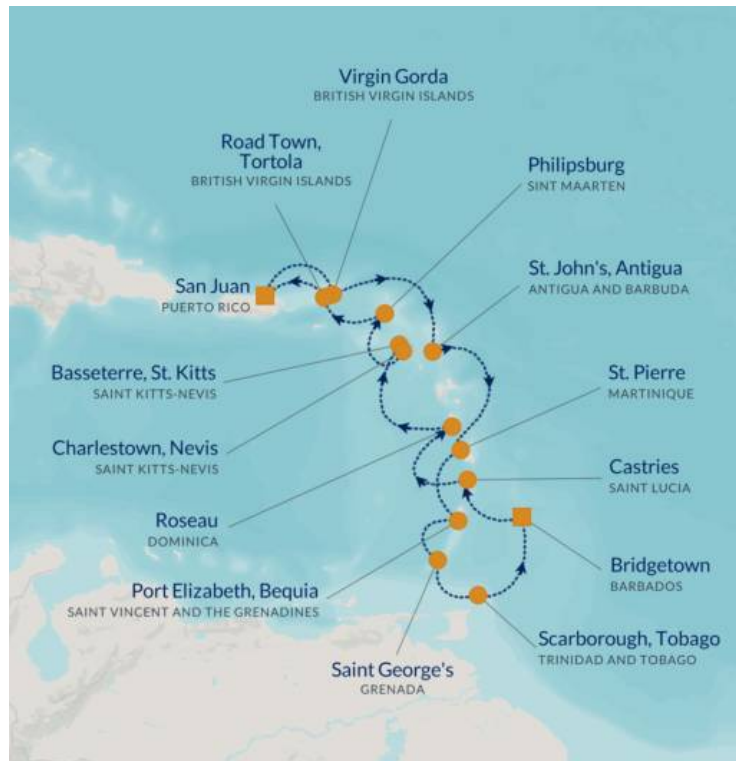 Virgin Gorda
BRITISH VIRGIN ISLANDS
Road Town,
Tortola
BRITISH VIRGIN ISLANDS
Philipsburg
SINT MAARTEN
San Juan
PUERTO RICO
St. John's, Antigua
ANTIGUA AND BARBUDA
Basseterre, St. Kitts
SAINT KITTS-NEVIS
St. Pierre
MARTINIQUE
Charlestown, Nevis
SAINT KITTS-NEVIS
Castries
SAINT LUCIA
Roseau
DOMINICA
Bridgetown
BARBADOS
Port Elizabeth, Bequia
SAINT VINCENT AND THE GRENADINES
Scarborough, Tobago
TRINIDAD AND TOBAGO
Saint George's
GRENADA